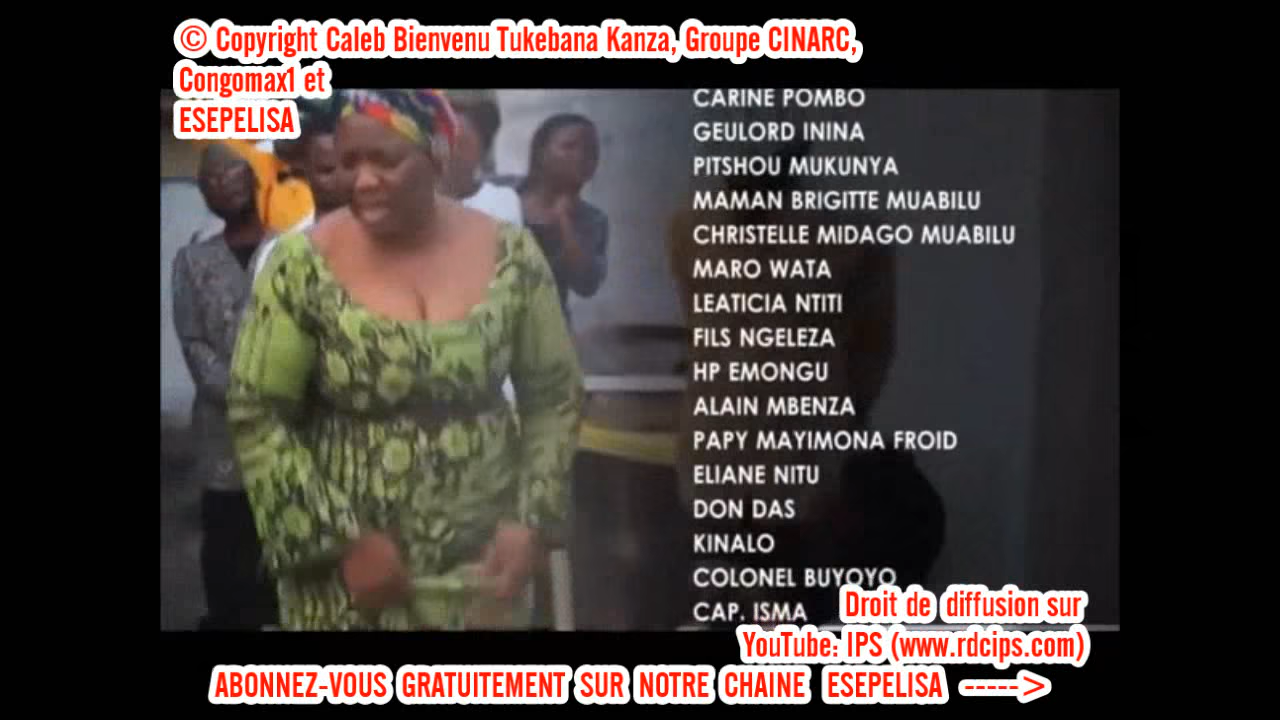 © Copyright Caleb Bienvenu Tukebana Kanza, Groupe CINARC,
Congomax1 et
ESEPELISA
CARINE POMBO
GEULORD ININA
PITSHOU MUKUNYA
MAMAN BRIGITTE MUABILU
CHRISTELLE MIDAGO MUABILU
MARO WATA
LEATICIA NTITI
FILS NGELEZA
HP EMONGU
ALAIN MBENZA
PAPY MAYIMONA FROID
ELIANE NITU
DON DAS
KINALO
COLONEL BUYOYO
CAP. ISMA
Droit de diffusion sur
YouTube: IPS (www.rdcips.com)
ABONNEZ-VOUS GRATUITEMENT SUR NOTRE CHAINE ESEPELISA ----->